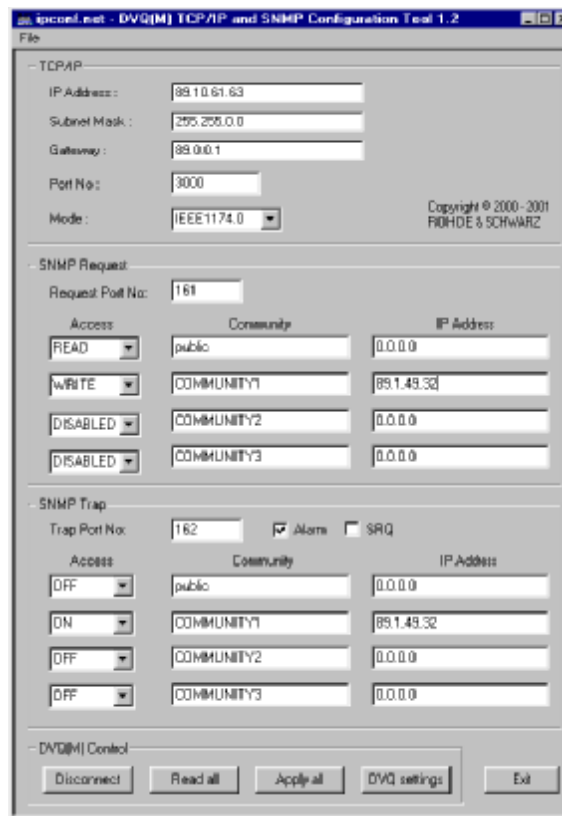 ipconf.net - DVQ(M) TCP/IP and SNMP Configuration Tool 1.2
File
TCP/IP
IP Address :
89.10.61.63
Subnet Mask :
255.255.0.0
Gateway :
89.0.0.1
Port No :
3000
Mode :
IEEE1174.0
Copyright © 2000 - 2001
ROHDE & SCHWARZ
SNMP Request
Request Port No:
161
Access Community IP Address
READ public 0.0.0.0
WRITE COMMUNITY1 89.1.49.32
DISABLED COMMUNITY2 0.0.0.0
DISABLED COMMUNITY3 0.0.0.0
SNMP Trap
Trap Port No: 162 Alarm SRQ
Access Community IP Address
OFF public 0.0.0.0
ON COMMUNITY1 89.1.49.32
OFF COMMUNITY2 0.0.0.0
OFF COMMUNITY3 0.0.0.0
DVQ(M) Control
Disconnect Read all Apply all DVQ settings Exit